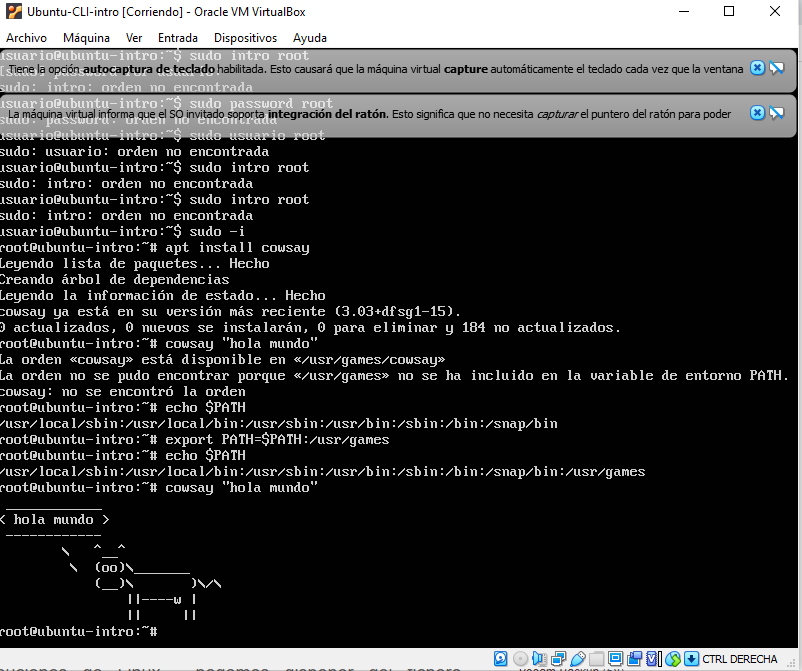 Ubuntu-CLI-intro [Corriendo] - Oracle VM VirtualBox
Archivo Máquina Ver Entrada Dispositivos Ayuda
usuario@ubuntu-intro:~$ sudo intro root
Tiene la opción autocaptura de teclado habilitada. Esto causará que la máquina virtual capture automáticamente el teclado cada vez que la ventana
sudo: intro: orden no encontrada
usuario@ubuntu-intro:~$ sudo password root
La máquina virtual informa que el SO invitado soporta integración del ratón. Esto significa que no necesita capturar el puntero del ratón para poder
sudo: password: orden no encontrada
usuario@ubuntu-intro:~$ sudo usuario root
sudo: usuario: orden no encontrada
usuario@ubuntu-intro:~$ sudo intro root
sudo: intro: orden no encontrada
usuario@ubuntu-intro:~$ sudo intro root
sudo: intro: orden no encontrada
usuario@ubuntu-intro:~$ sudo -i
root@ubuntu-intro:~# apt install cowsay
Leyendo lista de paquetes... Hecho
Creando árbol de dependencias
Leyendo la información de estado... Hecho
cowsay ya está en su versión más reciente (3.03+dfsg1-15).
0 actualizados, 0 nuevos se instalarán, 0 para eliminar y 184 no actualizados.
root@ubuntu-intro:~# cowsay "hola mundo"
La orden «cowsay» está disponible en «/usr/games/cowsay»
La orden no se pudo encontrar porque «/usr/games» no se ha incluido en la variable de entorno PATH.
cowsay: no se encontró la orden
root@ubuntu-intro:~# echo $PATH
/usr/local/sbin:/usr/local/bin:/usr/sbin:/usr/bin:/sbin:/bin:/snap/bin
root@ubuntu-intro:~# export PATH=$PATH:/usr/games
root@ubuntu-intro:~# echo $PATH
/usr/local/sbin:/usr/local/bin:/usr/sbin:/usr/bin:/sbin:/bin:/snap/bin:/usr/games
root@ubuntu-intro:~# cowsay "hola mundo"
 ____________
< hola mundo >
 ------------
        \   ^__^
         \  (oo)\_______
            (__)\       )\/\
                ||----w |
                ||     ||
root@ubuntu-intro:~#
CTRL DERECHA